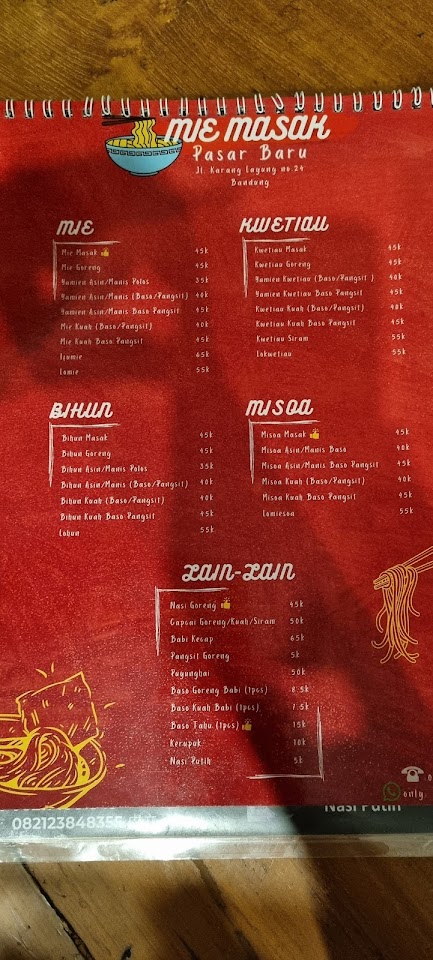 MIE MASAK
Pasar Baru
Jl. Karang Layung no.24
Bandung
MIE
Mie Masak 45k
Mie Goreng 45k
Yamien Asin/Manis Polos 35k
Yamien Asin/Manis (Baso/Pangsit) 40k
Yamien Asin/Manis Baso Pangsit 45k
Mie Kuah (Baso/Pangsit) 40k
Mie Kuah Baso Pangsit 45k
Ifumie 65k
Lomie 55k
KWETIAU
Kwetiau Masak 45k
Kwetiau Goreng 45k
Yamien Kwetiau (Baso/Pangsit ) 40k
Yamien Kwetiau Baso Pangsit 45k
Kwetiau Kuah (Baso/Pangsit) 40k
Kwetiau Kuah Baso Pangsit 45k
Kwetiau Siram 55k
Lokwetiau 55k
BIHUN
Bihun Masak 45k
Bihun Goreng 45k
Bihun Asin/Manis Polos 35k
Bihun Asin/Manis (Baso/Pangsit) 40k
Bihun Kuah (Baso/Pangsit) 40k
Bihun Kuah Baso Pangsit 45k
Lohun 55k
MISOA
Misoa Masak 45k
Misoa Asin/Manis Baso 40k
Misoa Asin/Manis Baso Pangsit 45k
Misoa Kuah (Baso/Pangsit) 40k
Misoa Kuah Baso Pangsit 45k
Lomisoa 55k
LAIN-LAIN
Nasi Goreng 45k
Capcai Goreng/Kuah/Siram 50k
Babi Kecap 65k
Pangsit Goreng 5k
Puyunghai 50k
Baso Goreng Babi (1pcs) 8.5k
Baso Kuah Babi (1pcs) 7.5k
Baso Tahu (1pcs) 15k
Kerupuk 10k
Nasi Putih 5k
only
Nasi Putih
082123848355